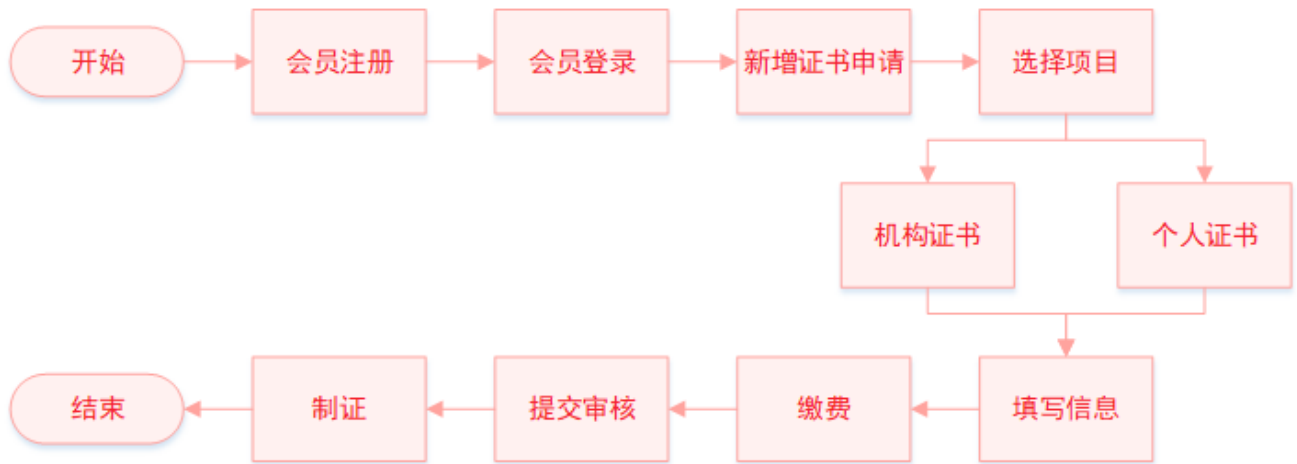 开始
会员注册
会员登录
新增证书申请
选择项目
机构证书
个人证书
填写信息
缴费
提交审核
制证
结束